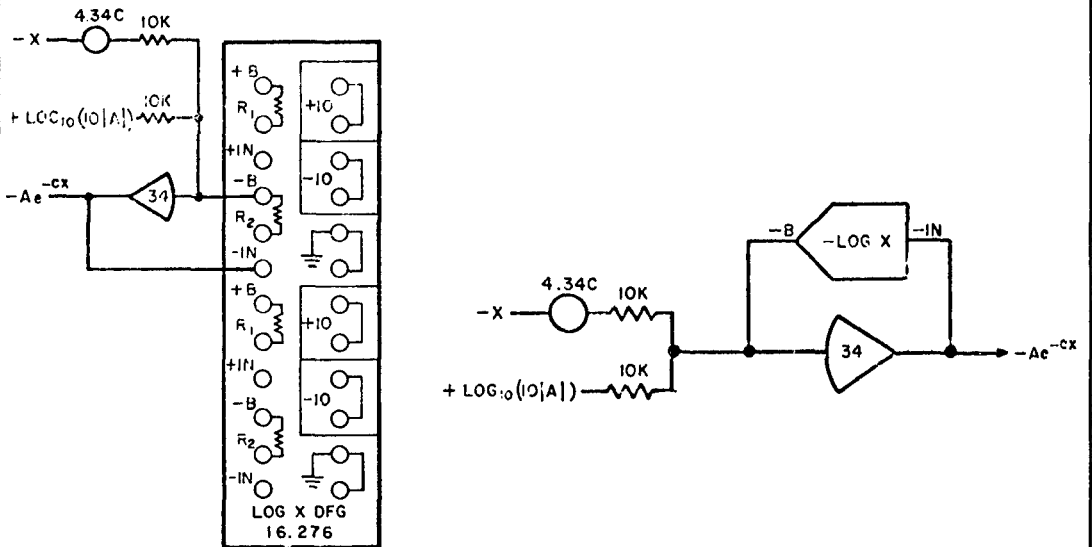 4.34C
10K
-X
10K
+ LOG₁₀(10|A|)
34
-Ae^-cx
+B
R₁
+10
+IN
-B
-10
R₂
-IN
+B
R₁
+10
+IN
-B
-10
R₂
-IN
LOG X DFG
16.276
-B
-LOG X
-IN
4.34C
10K
-X
34
-Ae^-cx
10K
+ LOG₁₀(10|A|)